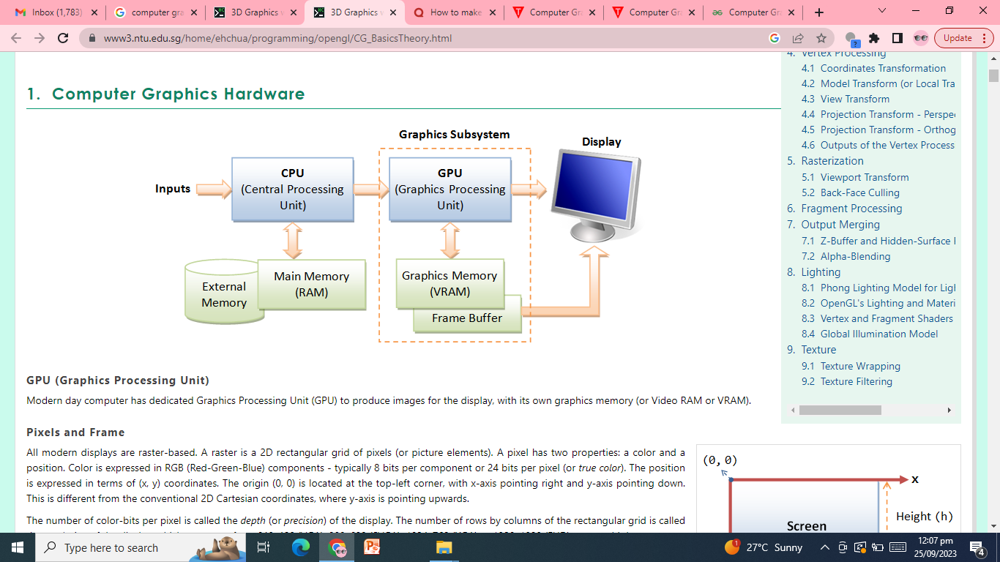 Inbox (1,783)
computer gra
3D Graphics w
3D Graphics w
How to make
Computer Gra
Computer Gra
Computer Gra
www3.ntu.edu.sg/home/ehchua/programming/opengl/CG_BasicsTheory.html
Update
1. Computer Graphics Hardware
Graphics Subsystem
Display
Inputs
CPU
(Central Processing
Unit)
GPU
(Graphics Processing
Unit)
External
Memory
Main Memory
(RAM)
Graphics Memory
(VRAM)
Frame Buffer
GPU (Graphics Processing Unit)
Modern day computer has dedicated Graphics Processing Unit (GPU) to produce images for the display, with its own graphics memory (or Video RAM or VRAM).
Pixels and Frame
All modern displays are raster-based. A raster is a 2D rectangular grid of pixels (or picture elements). A pixel has two properties: a color and a
position. Color is expressed in RGB (Red-Green-Blue) components - typically 8 bits per component or 24 bits per pixel (or true color). The position
is expressed in terms of (x, y) coordinates. The origin (0, 0) is located at the top-left corner, with x-axis pointing right and y-axis pointing down.
This is different from the conventional 2D Cartesian coordinates, where y-axis is pointing upwards.
The number of color-bits per pixel is called the depth (or precision) of the display. The number of rows by columns of the rectangular grid is called
4. Vertex Processing
4.1 Coordinates Transformation
4.2 Model Transform (or Local Tra
4.3 View Transform
4.4 Projection Transform - Perspe
4.5 Projection Transform - Orthog
4.6 Outputs of the Vertex Process
5. Rasterization
5.1 Viewport Transform
5.2 Back-Face Culling
6. Fragment Processing
7. Output Merging
7.1 Z-Buffer and Hidden-Surface
7.2 Alpha-Blending
8. Lighting
8.1 Phong Lighting Model for Ligh
8.2 OpenGL's Lighting and Materi
8.3 Vertex and Fragment Shaders
8.4 Global Illumination Model
9. Texture
9.1 Texture Wrapping
9.2 Texture Filtering
(0, 0)
x
Screen
Height (h)
Type here to search
27°C Sunny
12:07 pm
25/09/2023
4